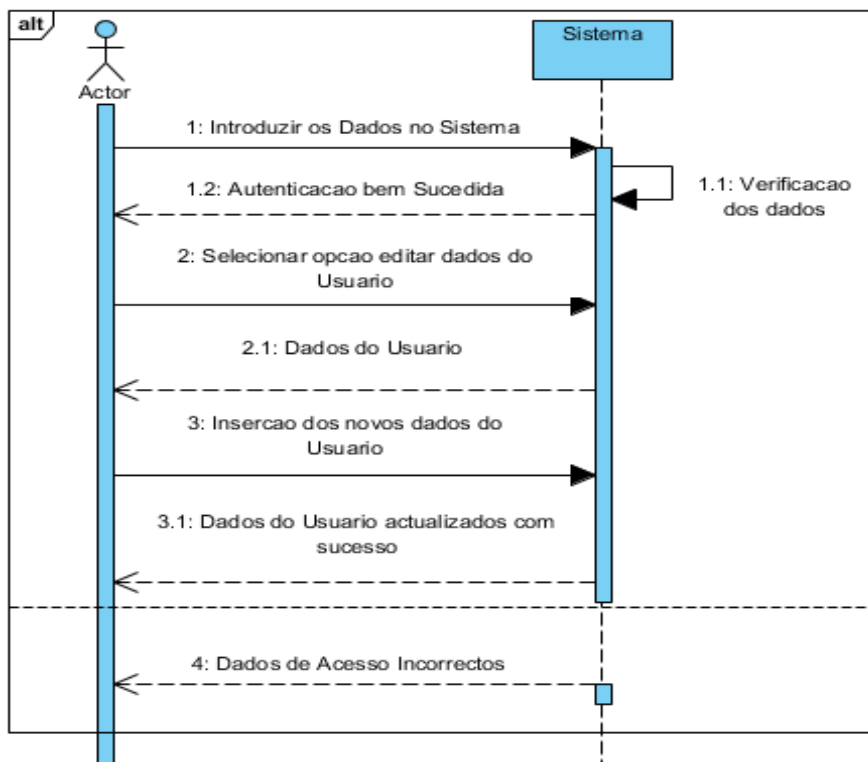 alt
Sistema
Actor
1: Introduzir os Dados no Sistema
1.1: Verificacao
dos dados
1.2: Autenticacao bem Sucedida
2: Selecionar opcao editar dados do
Usuario
2.1: Dados do Usuario
3: Insercao dos novos dados do
Usuario
3.1: Dados do Usuario actualizados com
sucesso
4: Dados de Acesso Incorrectos